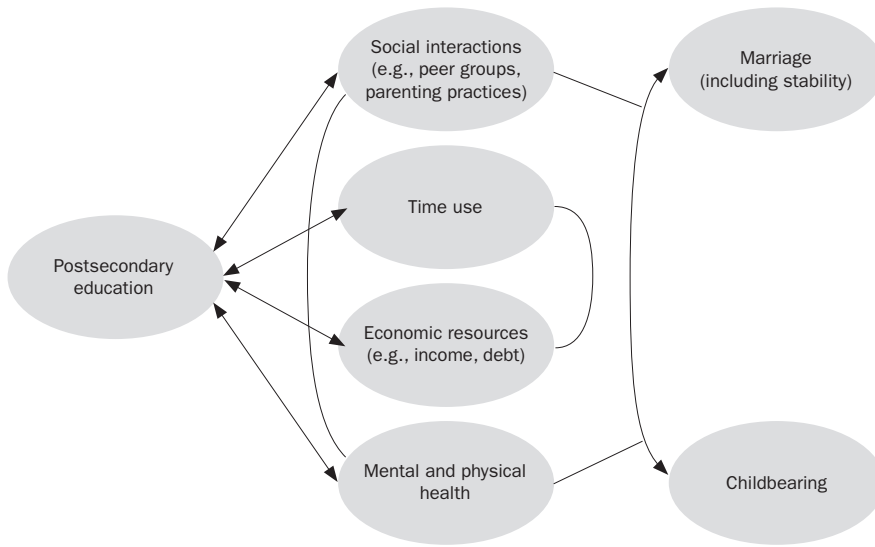 Social interactions
(e.g., peer groups,
parenting practices)
Marriage
(including stability)
Time use
Postsecondary
education
Economic resources
(e.g., income, debt)
Mental and physical
health
Childbearing